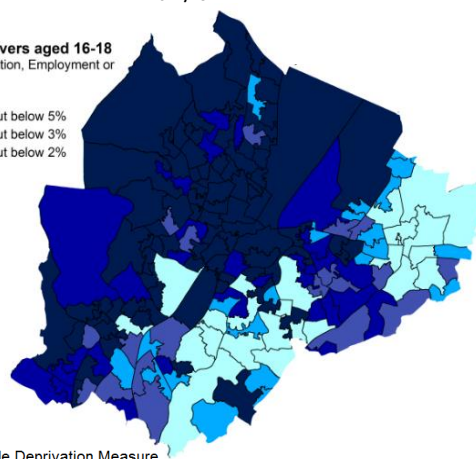 vers aged 16-18
tion, Employment or
ut below 5%
ut below 3%
ut below 2%
le Deprivation Measure